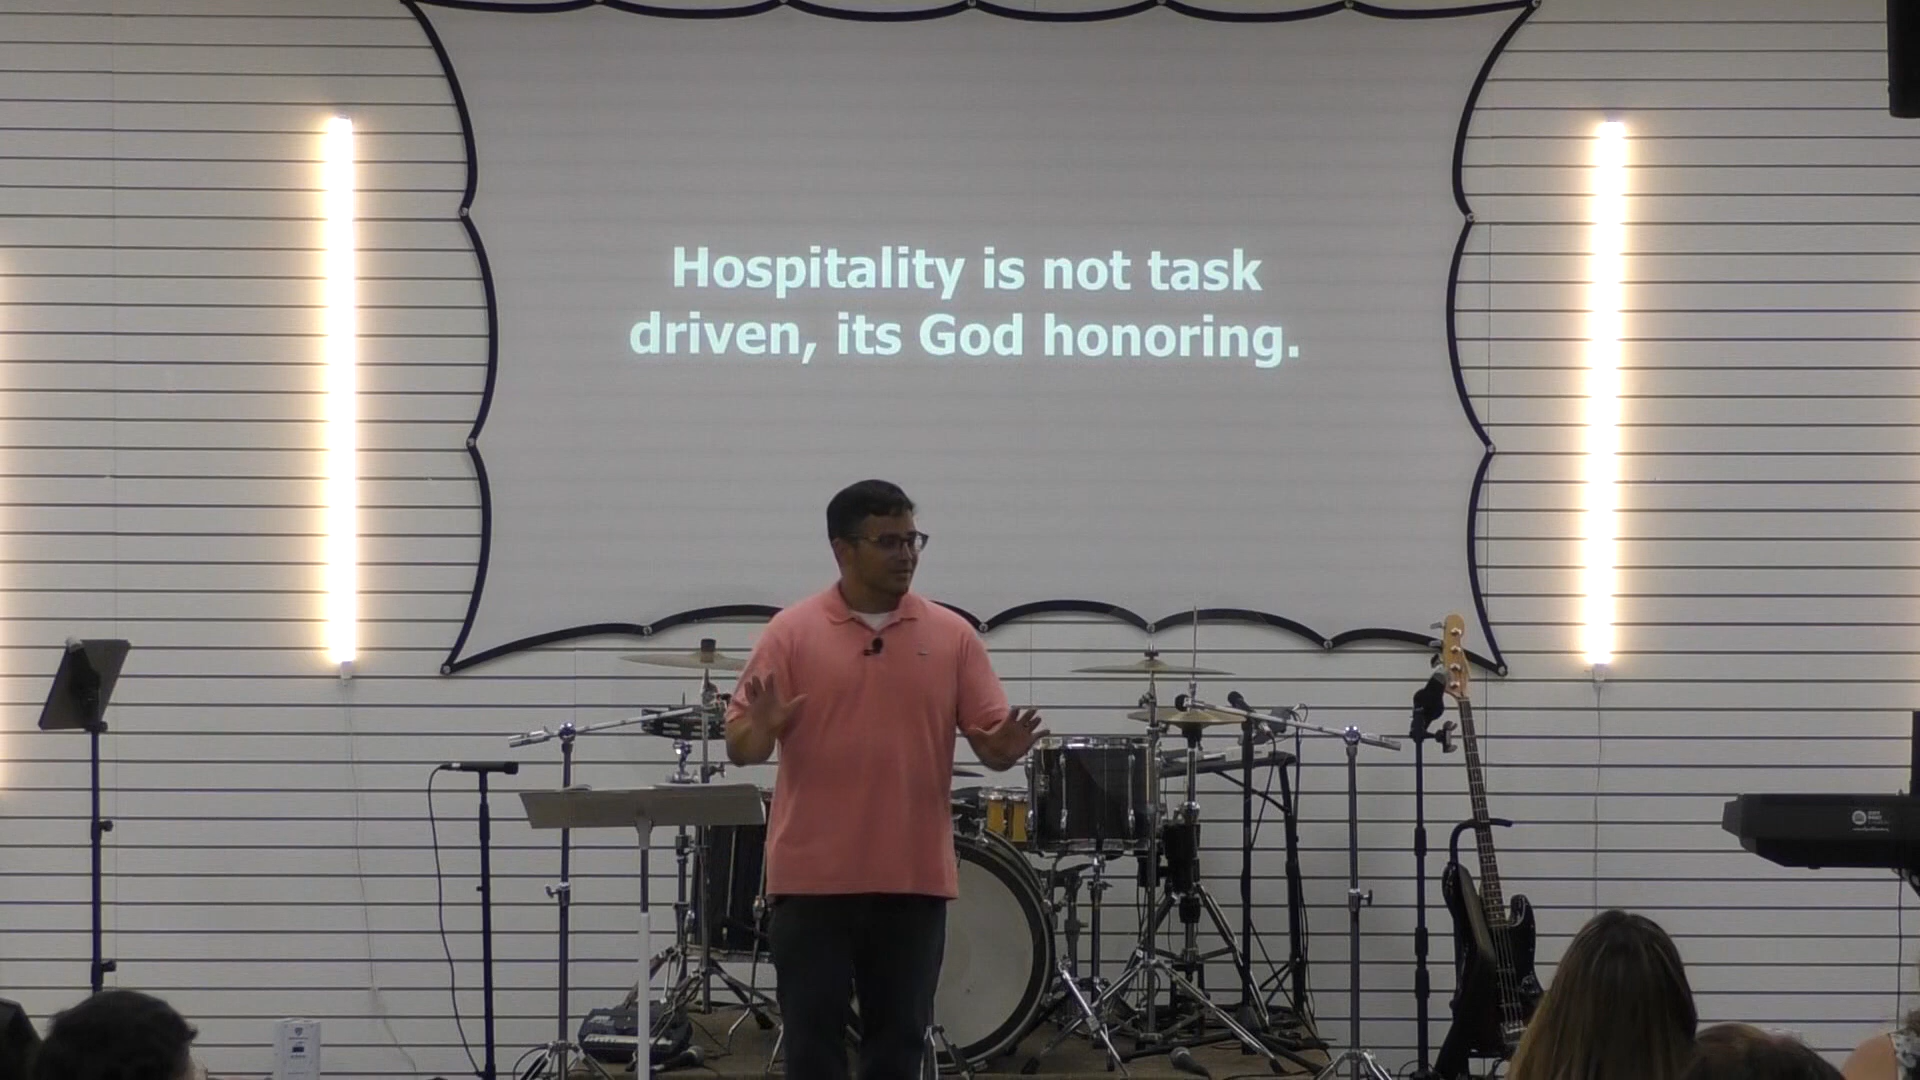 Hospitality is not task
driven, its God honoring.